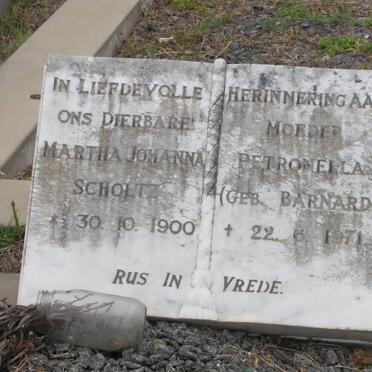 IN LIEFDEVOLLE HERINNERING AA
ONS DIERBARE MOEDER
MARTHA JOHANNA PETRONELLA
SCHOLTZ (GEB. BARNARD
* 30. 10. 1900 † 22. 6. 1971
RUS IN VREDE.